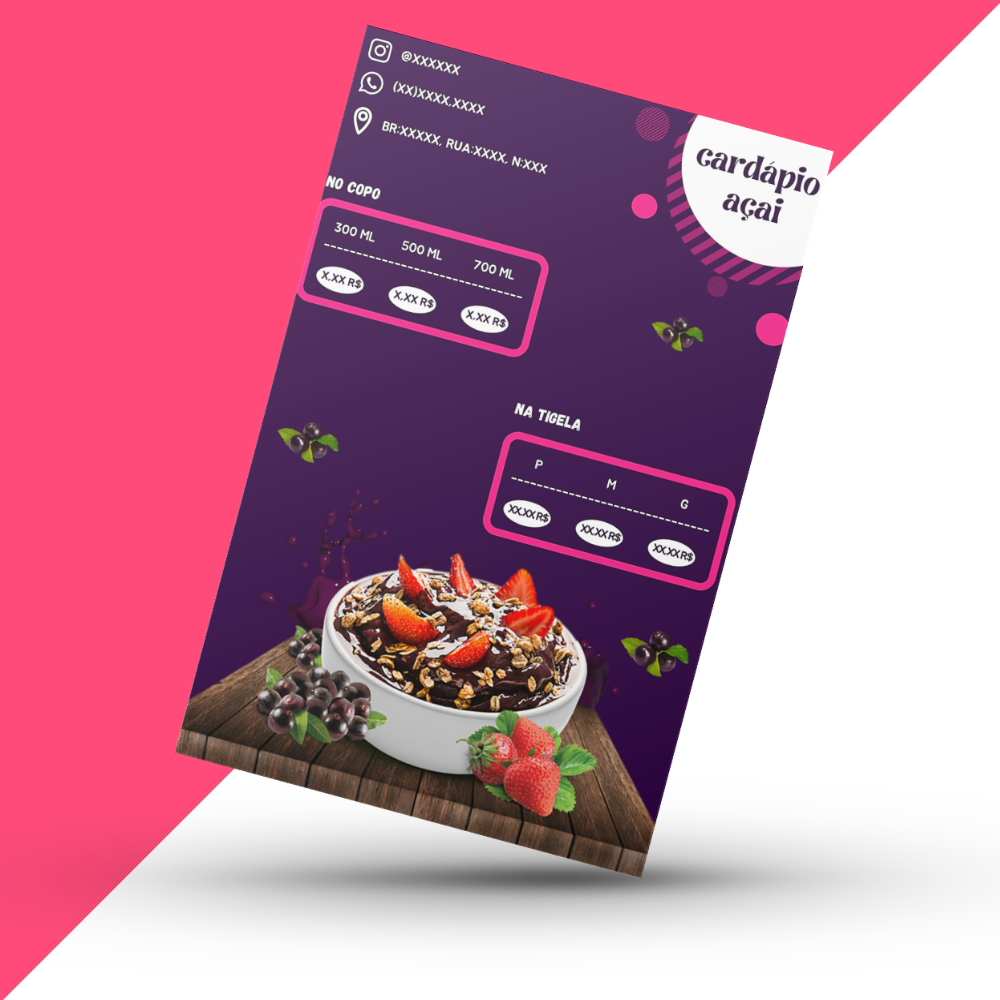 @XXXXXX
(XX)XXXX.XXXX
BR:XXXXX, RUA:XXXX, N:XXX
cardápio
açai
NO COPO
300 ML 500 ML 700 ML
X.XX R$ X.XX R$ X.XX R$
NA TIGELA
P M G
XX.XX R$ XX.XX R$ XX.XX R$